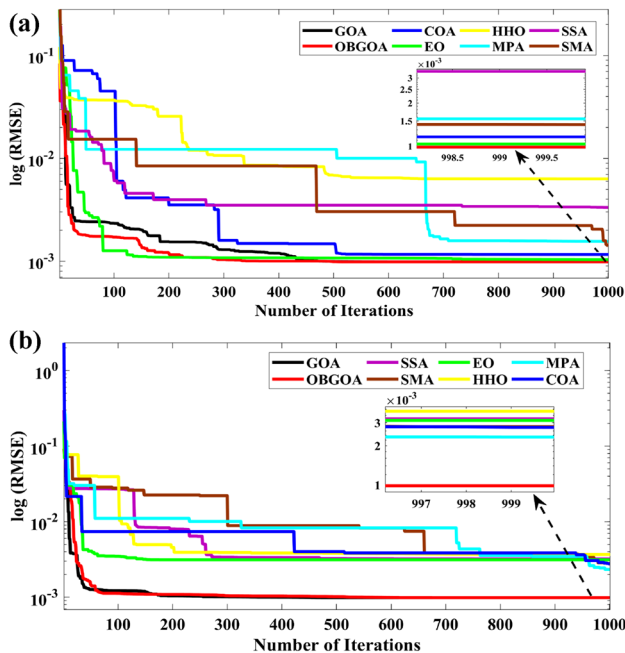 (a)
GOA COA HHO SSA
OBGOA EO MPA SMA
log (RMSE)
10^-1
10^-2
10^-3
×10^-3
3
2.5
2
1.5
1
998.5 999 999.5
100 200 300 400 500 600 700 800 900 1000
Number of Iterations
(b)
GOA SSA EO MPA
OBGOA SMA HHO COA
log (RMSE)
10^0
10^-1
10^-2
10^-3
×10^-3
3
2
1
997 998 999
100 200 300 400 500 600 700 800 900 1000
Number of Iterations